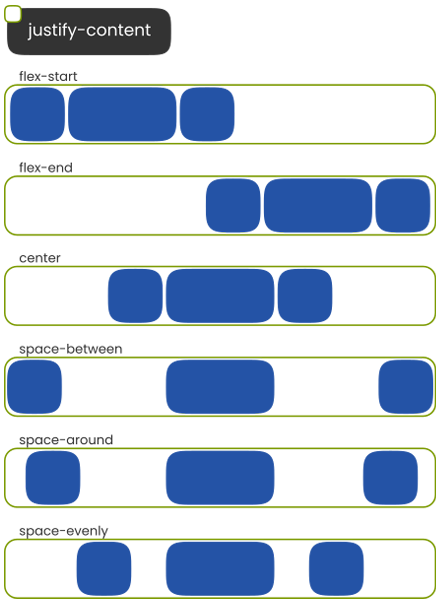 justify-content
flex-start
flex-end
center
space-between
space-around
space-evenly